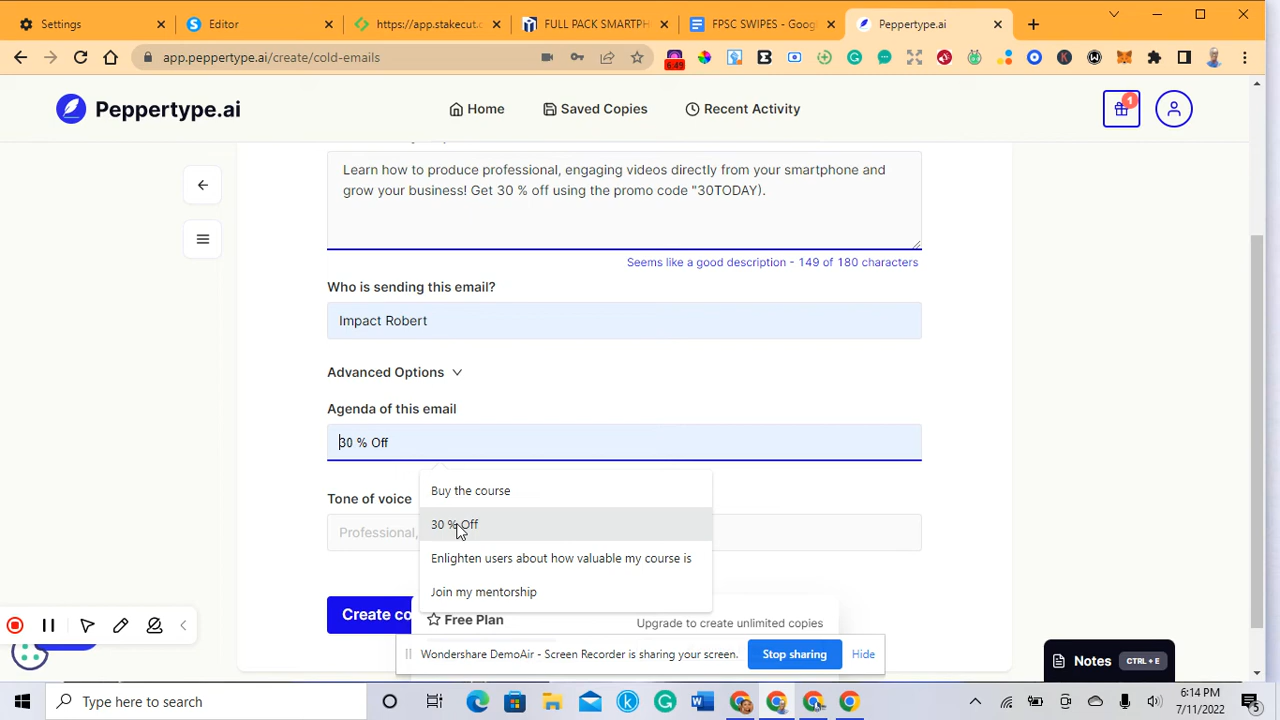 Settings
Editor
https://app.stakecut.c
FULL PACK SMARTPH
FPSC SWIPES - Goog
Peppertype.ai
app.peppertype.ai/create/cold-emails
6:49
Peppertype.ai
Home
Saved Copies
Recent Activity
1
Learn how to produce professional, engaging videos directly from your smartphone and
grow your business! Get 30 % off using the promo code "30TODAY).
Seems like a good description - 149 of 180 characters
Who is sending this email?
Impact Robert
Advanced Options
Agenda of this email
30 % Off
Buy the course
Tone of voice
30 % Off
Professional,
Enlighten users about how valuable my course is
Join my mentorship
Create co
Free Plan
Upgrade to create unlimited copies
Wondershare DemoAir - Screen Recorder is sharing your screen.
Stop sharing
Hide
Notes
CTRL + E
Type here to search
6:14 PM
7/11/2022
5